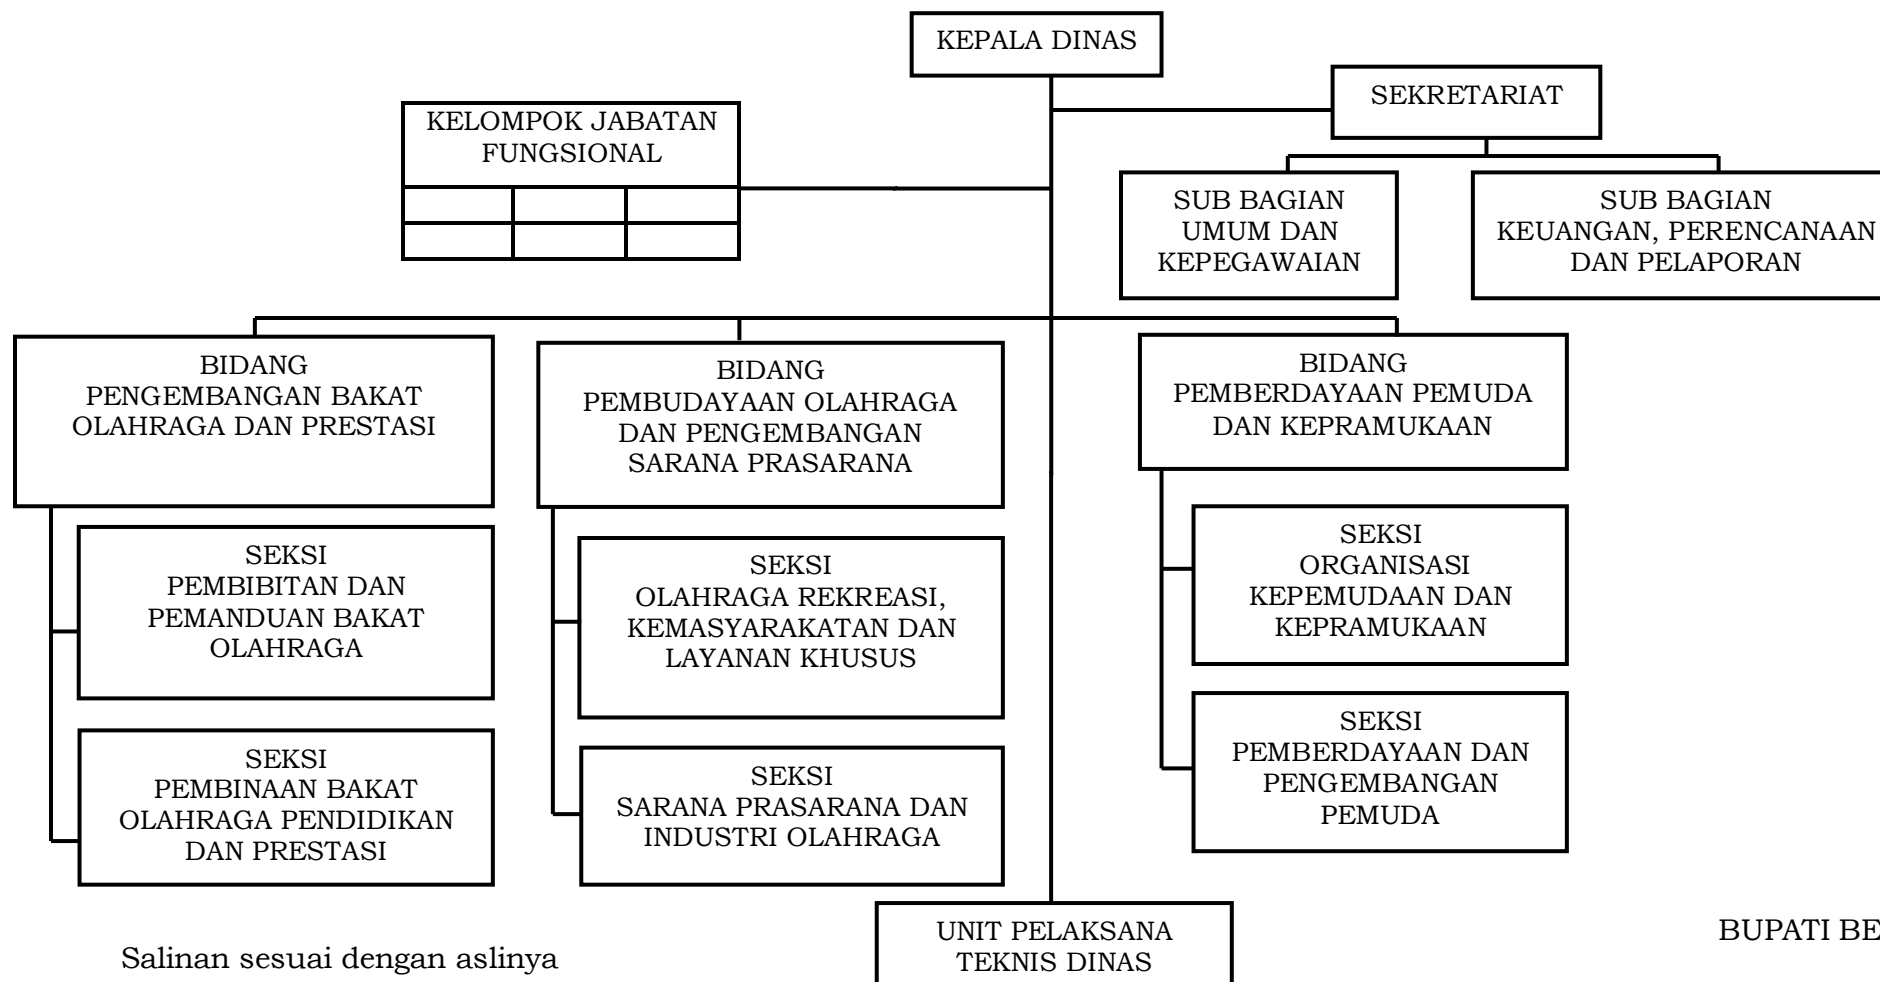 KEPALA DINAS
SEKRETARIAT
KELOMPOK JABATAN
FUNGSIONAL
SUB BAGIAN
UMUM DAN
KEPEGAWAIAN
SUB BAGIAN
KEUANGAN, PERENCANAAN
DAN PELAPORAN
BIDANG
PENGEMBANGAN BAKAT
OLAHRAGA DAN PRESTASI
BIDANG
PEMBUDAYAAN OLAHRAGA
DAN PENGEMBANGAN
SARANA PRASARANA
BIDANG
PEMBERDAYAAN PEMUDA
DAN KEPRAMUKAAN
SEKSI
PEMBIBITAN DAN
PEMANDUAN BAKAT
OLAHRAGA
SEKSI
OLAHRAGA REKREASI,
KEMASYARAKATAN DAN
LAYANAN KHUSUS
SEKSI
ORGANISASI
KEPEMUDAAN DAN
KEPRAMUKAAN
SEKSI
PEMBINAAN BAKAT
OLAHRAGA PENDIDIKAN
DAN PRESTASI
SEKSI
SARANA PRASARANA DAN
INDUSTRI OLAHRAGA
SEKSI
PEMBERDAYAAN DAN
PENGEMBANGAN
PEMUDA
UNIT PELAKSANA
TEKNIS DINAS
BUPATI BE
Salinan sesuai dengan aslinya